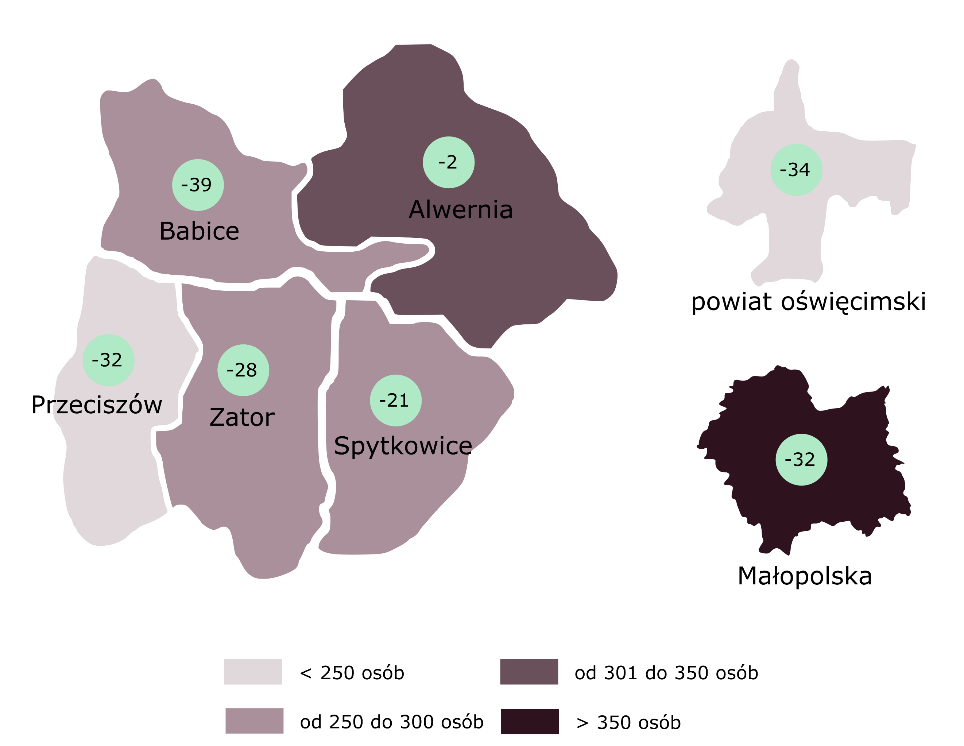 -39
Babice
-2
Alwernia
-34
powiat oświęcimski
-32
Przeciszów
-28
Zator
-21
Spytkowice
-32
Małopolska
< 250 osób
od 301 do 350 osób
od 250 do 300 osób
> 350 osób